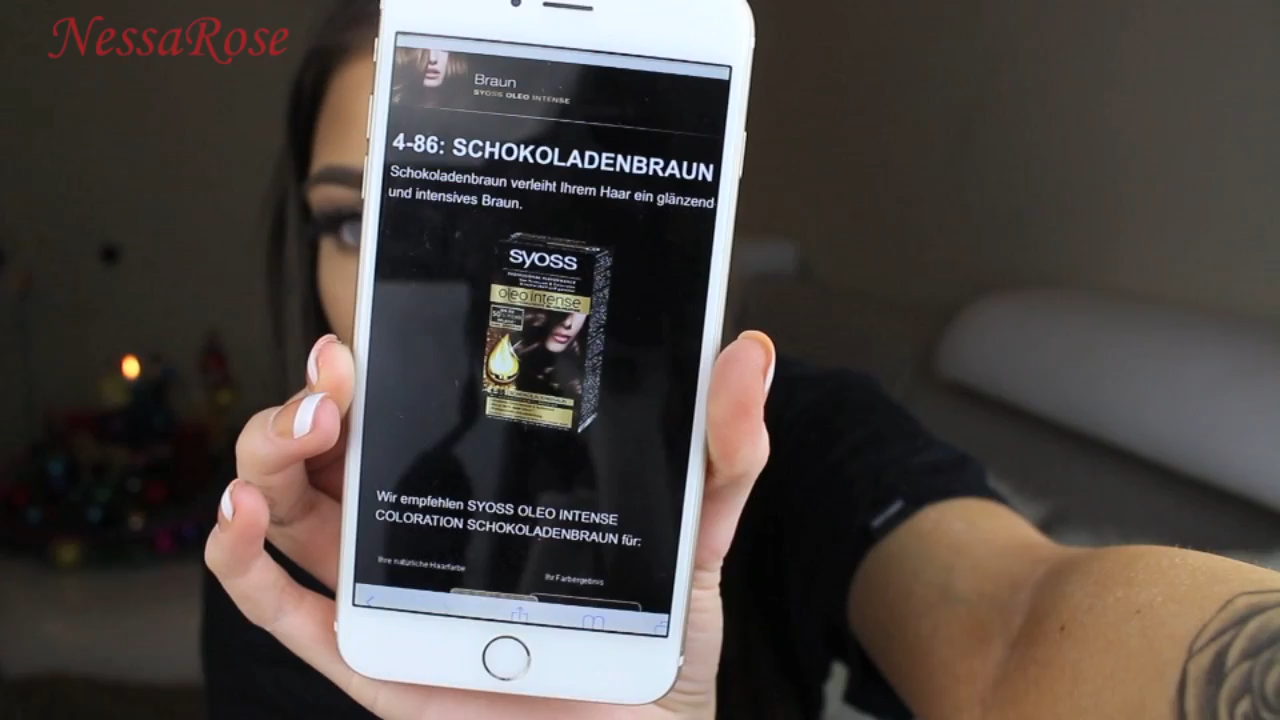 NessaRose
Braun
SYOSS OLEO INTENSE
4-86: SCHOKOLADENBRAUN
Schokoladenbraun verleiht Ihrem Haar ein glänzend
und intensives Braun.
syoss
oleo intense
Wir empfehlen SYOSS OLEO INTENSE
COLORATION SCHOKOLADENBRAUN für:
Ihre natürliche Haarfarbe
Ihr Farbergebnis